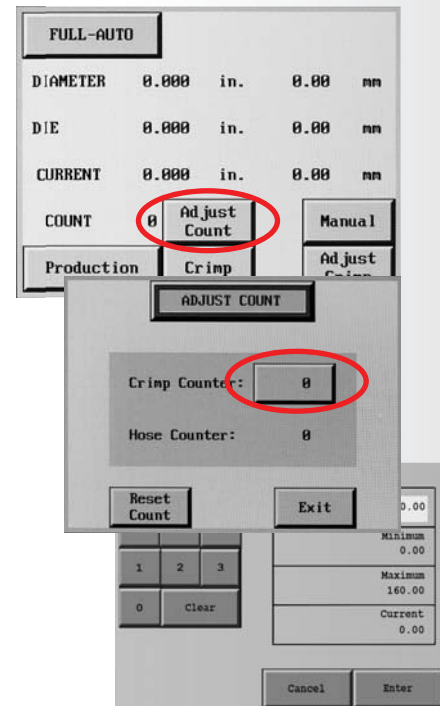 FULL-AUTO
DIAMETER 0.000 in. 0.00 mm
DIE 0.000 in. 0.00 mm
CURRENT 0.000 in. 0.00 mm
COUNT 0 Adjust Count Manual
Production Crimp Adjust
ADJUST COUNT
Crimp Counter: 0
Hose Counter: 0
Reset Count Exit
0.00
Minimum
0.00
1 2 3
Maximum
160.00
0 Clear
Current
0.00
Cancel Enter